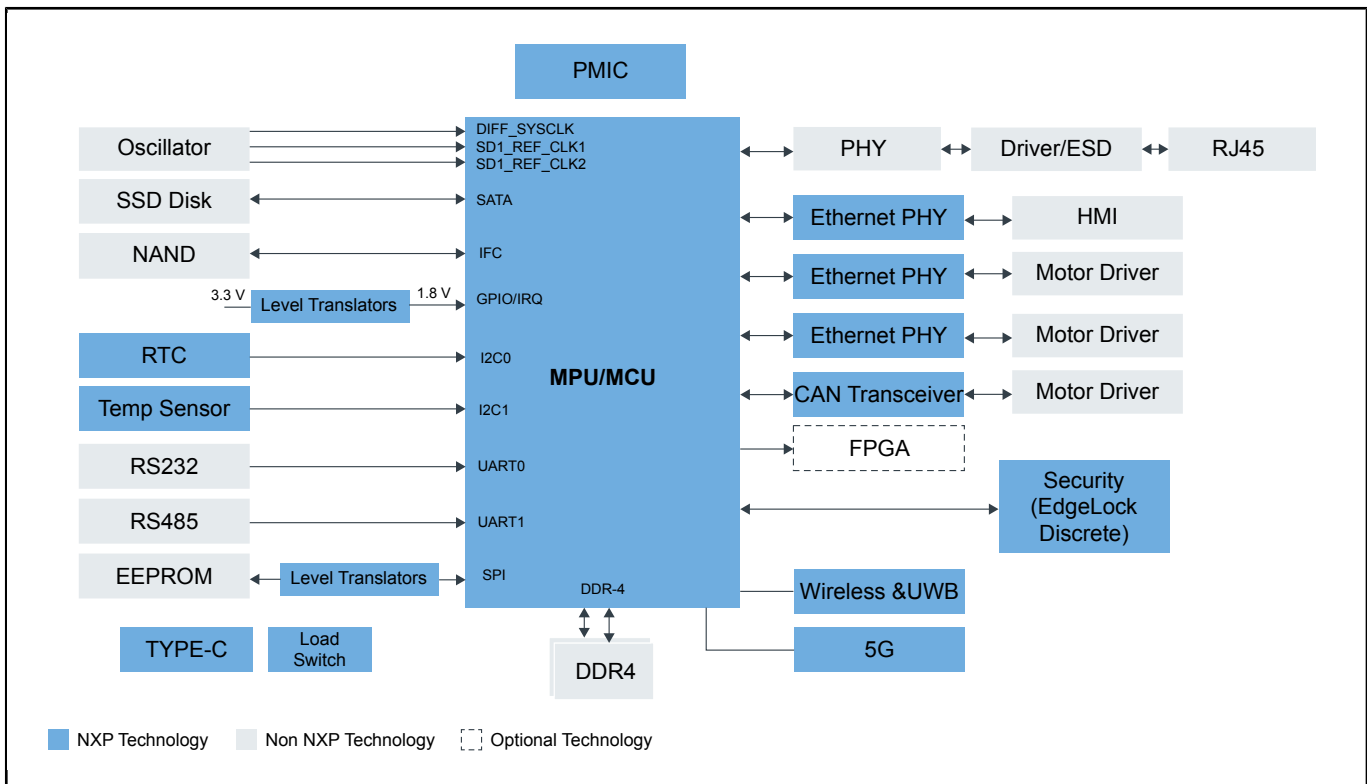 PMIC
Oscillator
SSD Disk
NAND
3.3 V
Level Translators
1.8 V
RTC
Temp Sensor
RS232
RS485
EEPROM
Level Translators
TYPE-C
Load
Switch
DIFF_SYSCLK
SD1_REF_CLK1
SD1_REF_CLK2
SATA
IFC
GPIO/IRQ
I2C0
I2C1
UART0
UART1
SPI
MPU/MCU
DDR-4
DDR4
PHY
Driver/ESD
RJ45
Ethernet PHY
HMI
Ethernet PHY
Motor Driver
Ethernet PHY
Motor Driver
CAN Transceiver
Motor Driver
FPGA
Security
(EdgeLock
Discrete)
Wireless &UWB
5G
NXP Technology
Non NXP Technology
Optional Technology